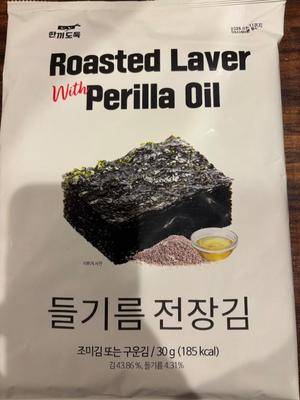 한끼도둑
Roasted Laver
With Perilla Oil
들기름 전장김
조미김 또는 구운김 / 30 g (185 kcal)
김 43.86 %, 들기름 4.31%